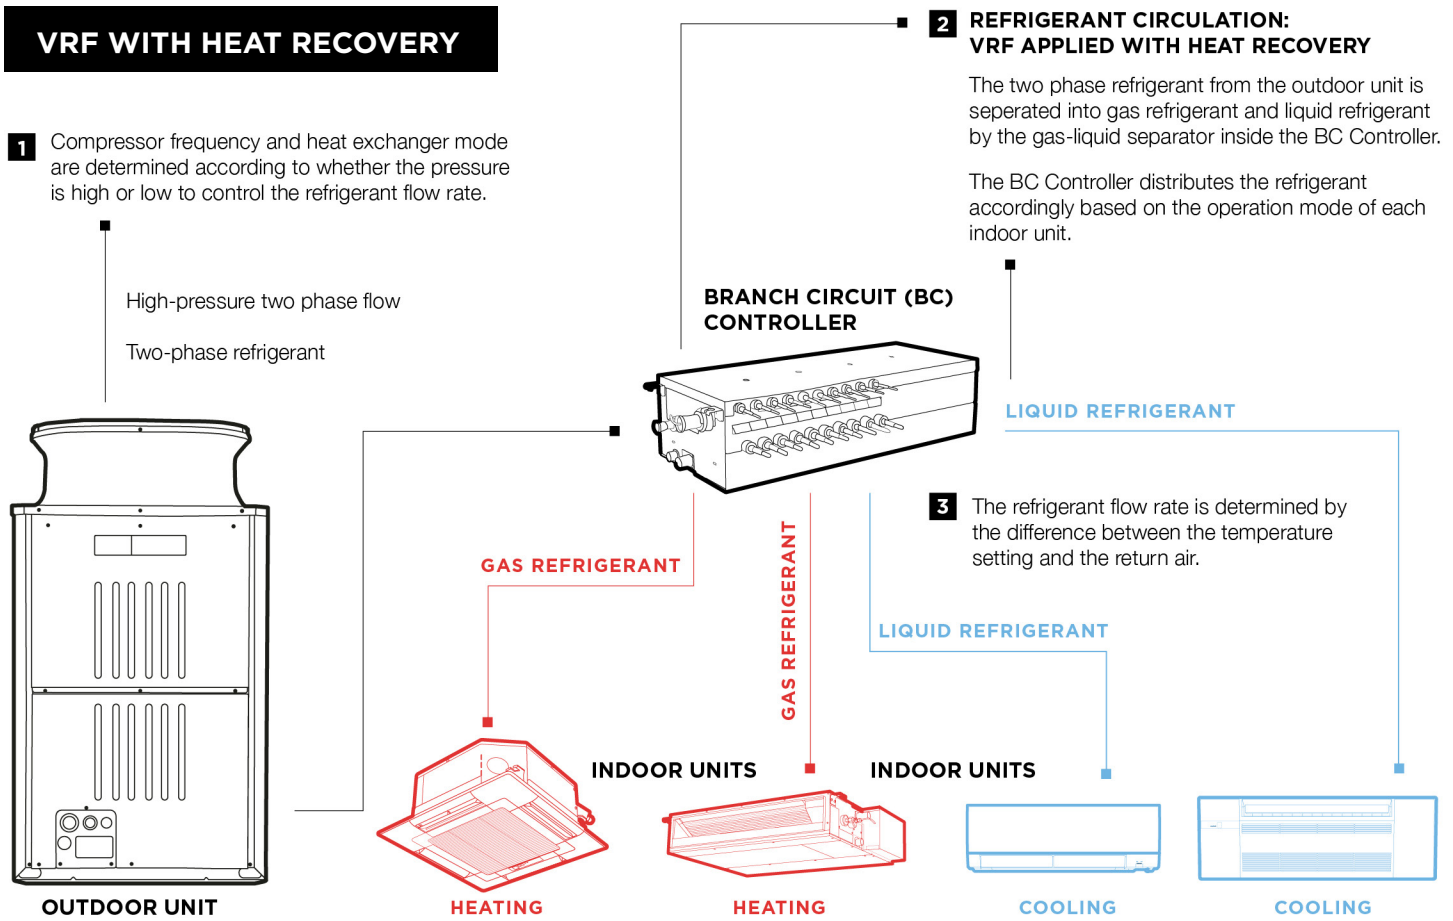 VRF WITH HEAT RECOVERY
1 Compressor frequency and heat exchanger mode
are determined according to whether the pressure
is high or low to control the refrigerant flow rate.
High-pressure two phase flow
Two-phase refrigerant
2 REFRIGERANT CIRCULATION:
VRF APPLIED WITH HEAT RECOVERY
The two phase refrigerant from the outdoor unit is
seperated into gas refrigerant and liquid refrigerant
by the gas-liquid separator inside the BC Controller.
The BC Controller distributes the refrigerant
accordingly based on the operation mode of each
indoor unit.
BRANCH CIRCUIT (BC)
CONTROLLER
LIQUID REFRIGERANT
3 The refrigerant flow rate is determined by
the difference between the temperature
setting and the return air.
GAS REFRIGERANT
GAS REFRIGERANT
LIQUID REFRIGERANT
INDOOR UNITS
INDOOR UNITS
OUTDOOR UNIT
HEATING
HEATING
COOLING
COOLING